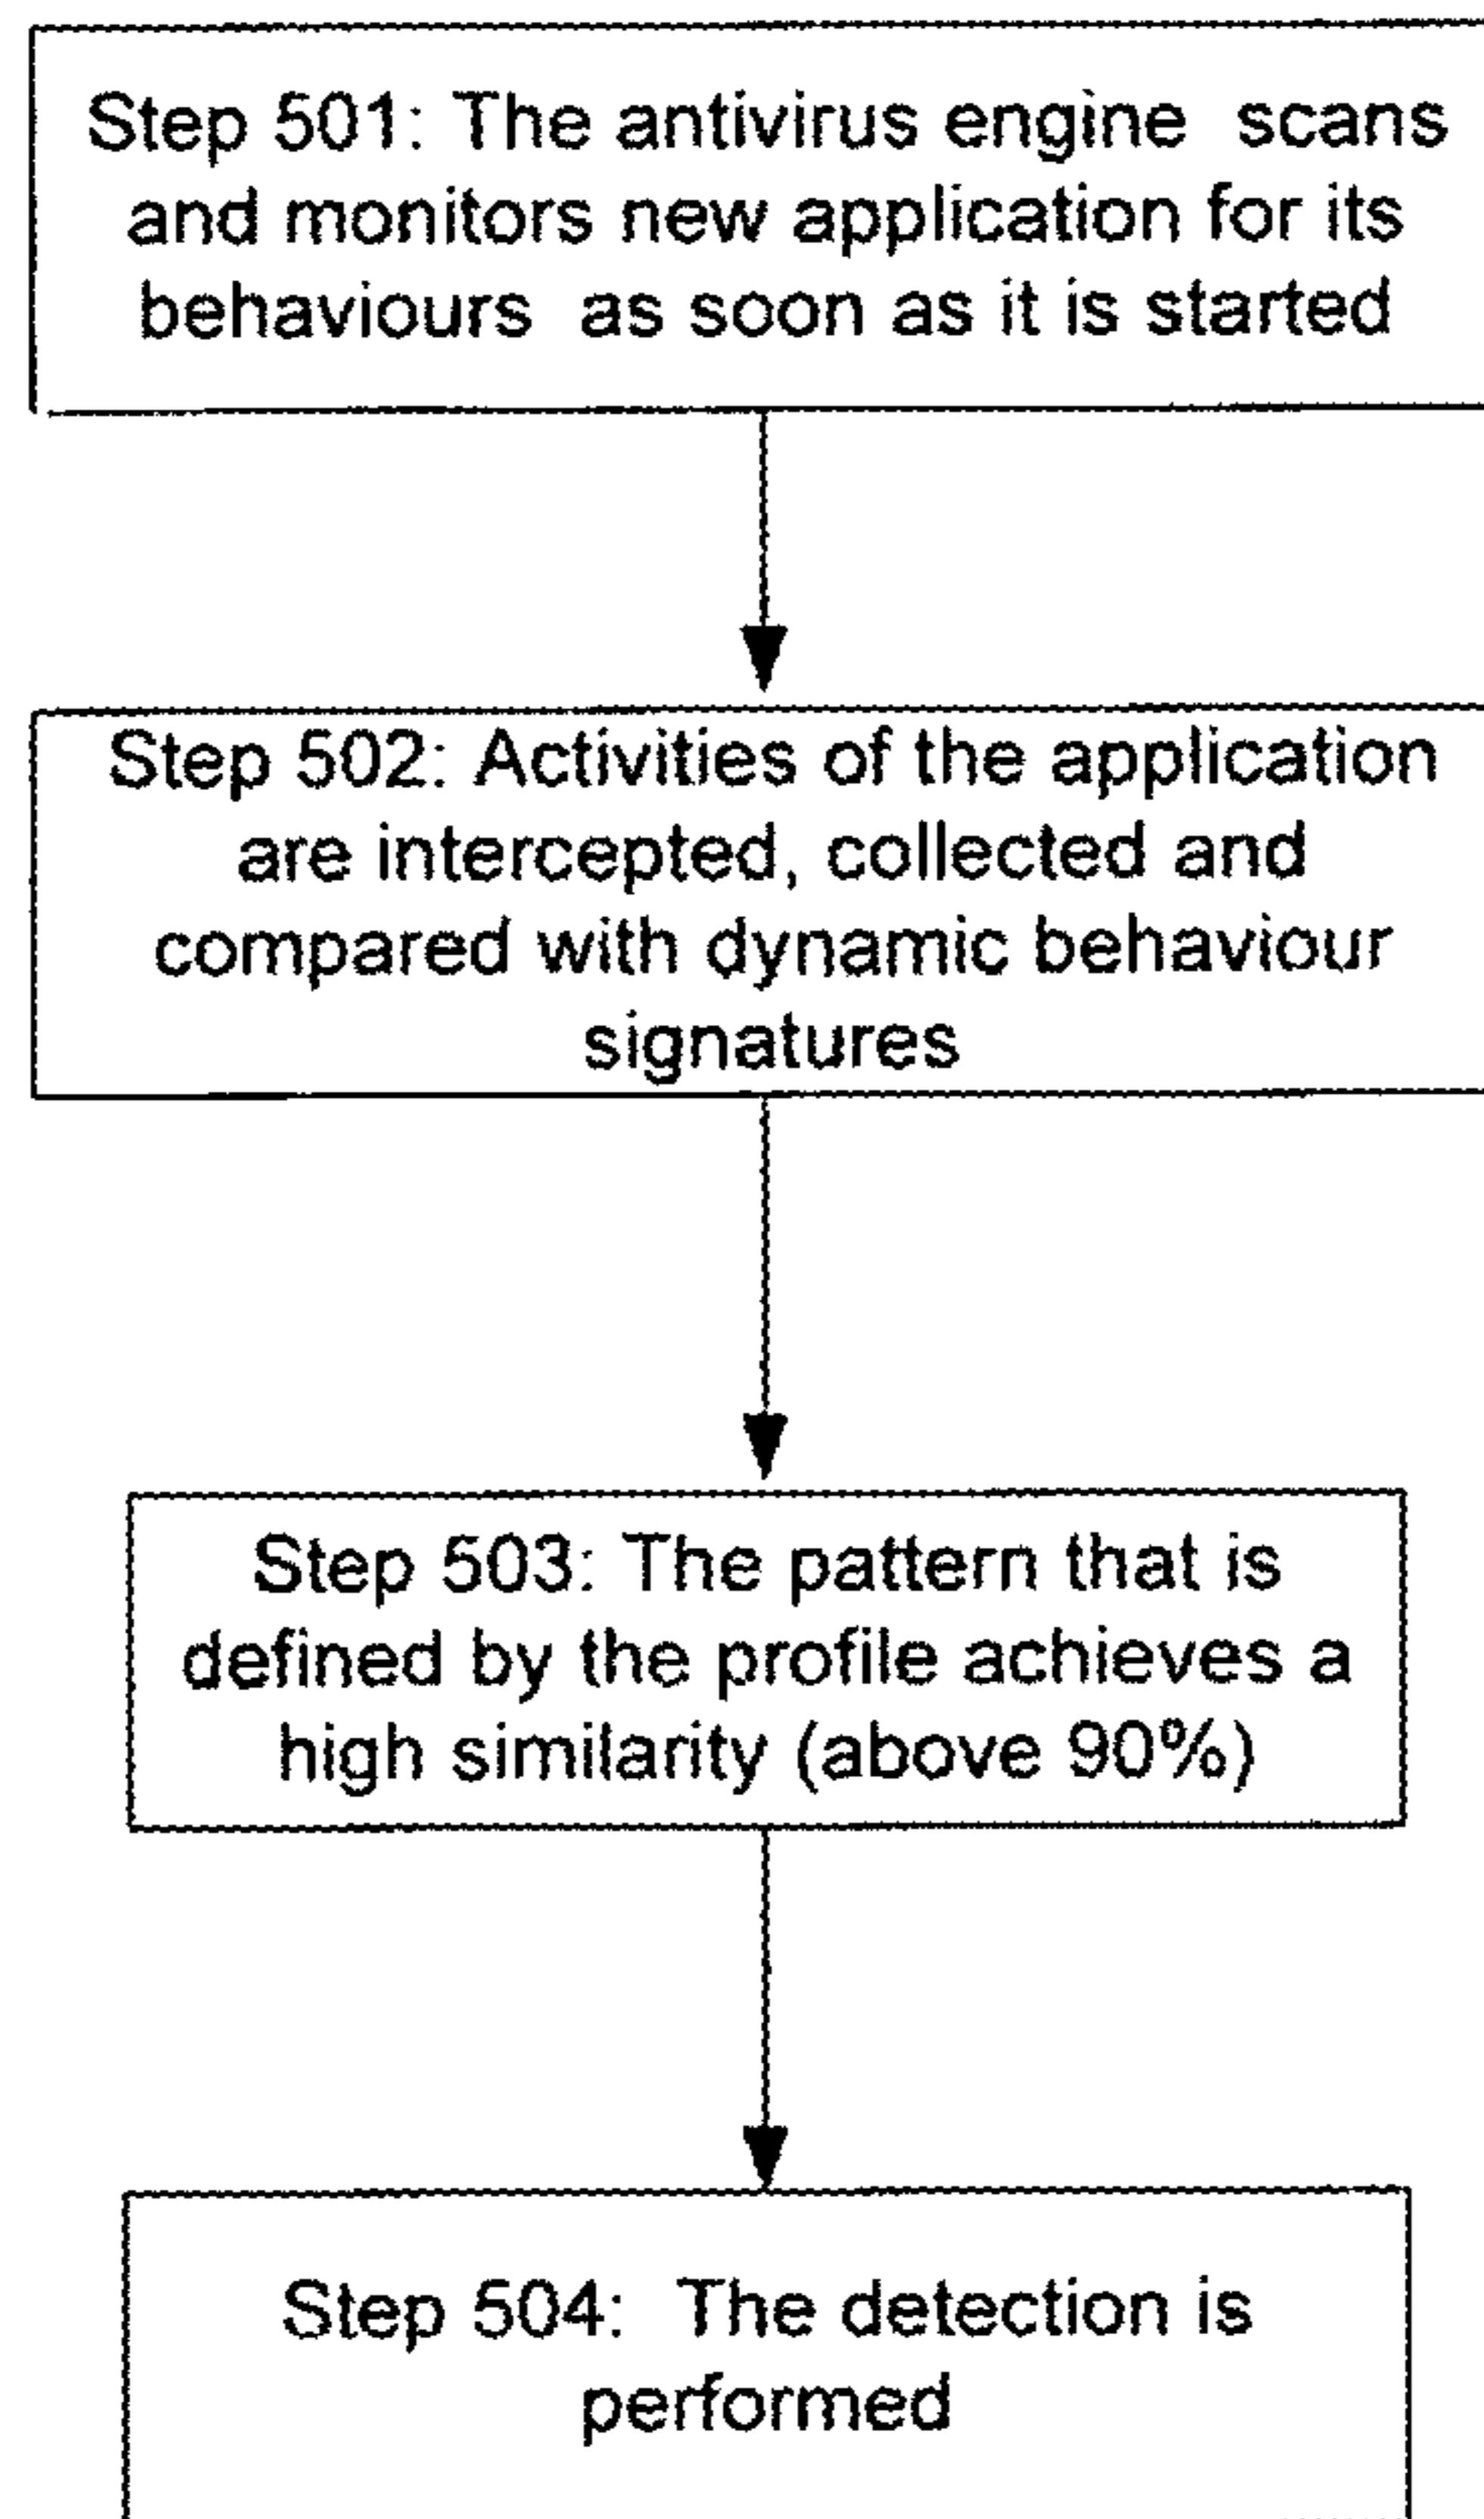 Step 501: The antivirus engine scans
and monitors new application for its
behaviours as soon as it is started
Step 502: Activities of the application
are intercepted, collected and
compared with dynamic behaviour
signatures
Step 503: The pattern that is
defined by the profile achieves a
high similarity (above 90%)
Step 504: The detection is
performed